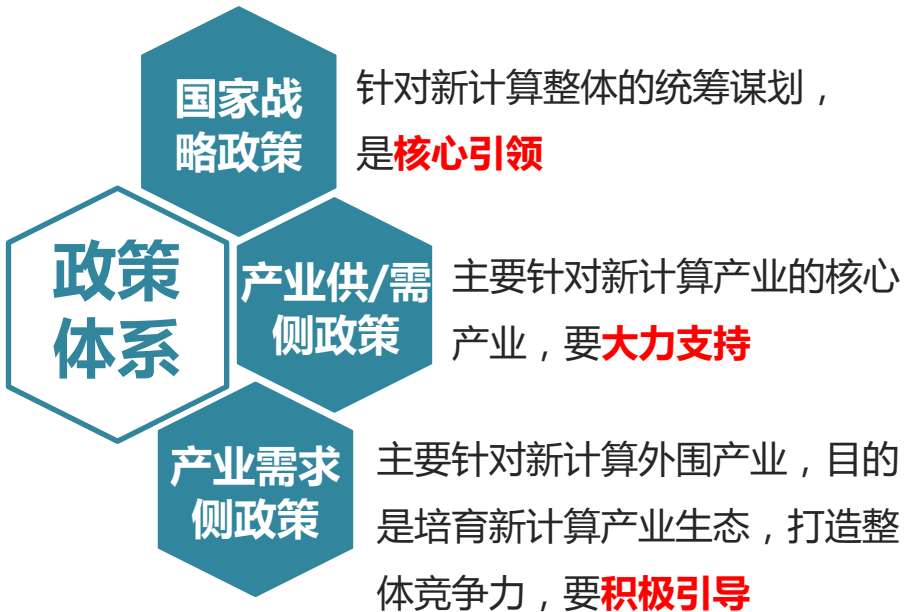 国家战
略政策
针对新计算整体的统筹谋划，
是核心引领
政策
体系
产业供/需
侧政策
主要针对新计算产业的核心
产业，要大力支持
产业需求
侧政策
主要针对新计算外围产业，目的
是培育新计算产业生态，打造整
体竞争力，要积极引导